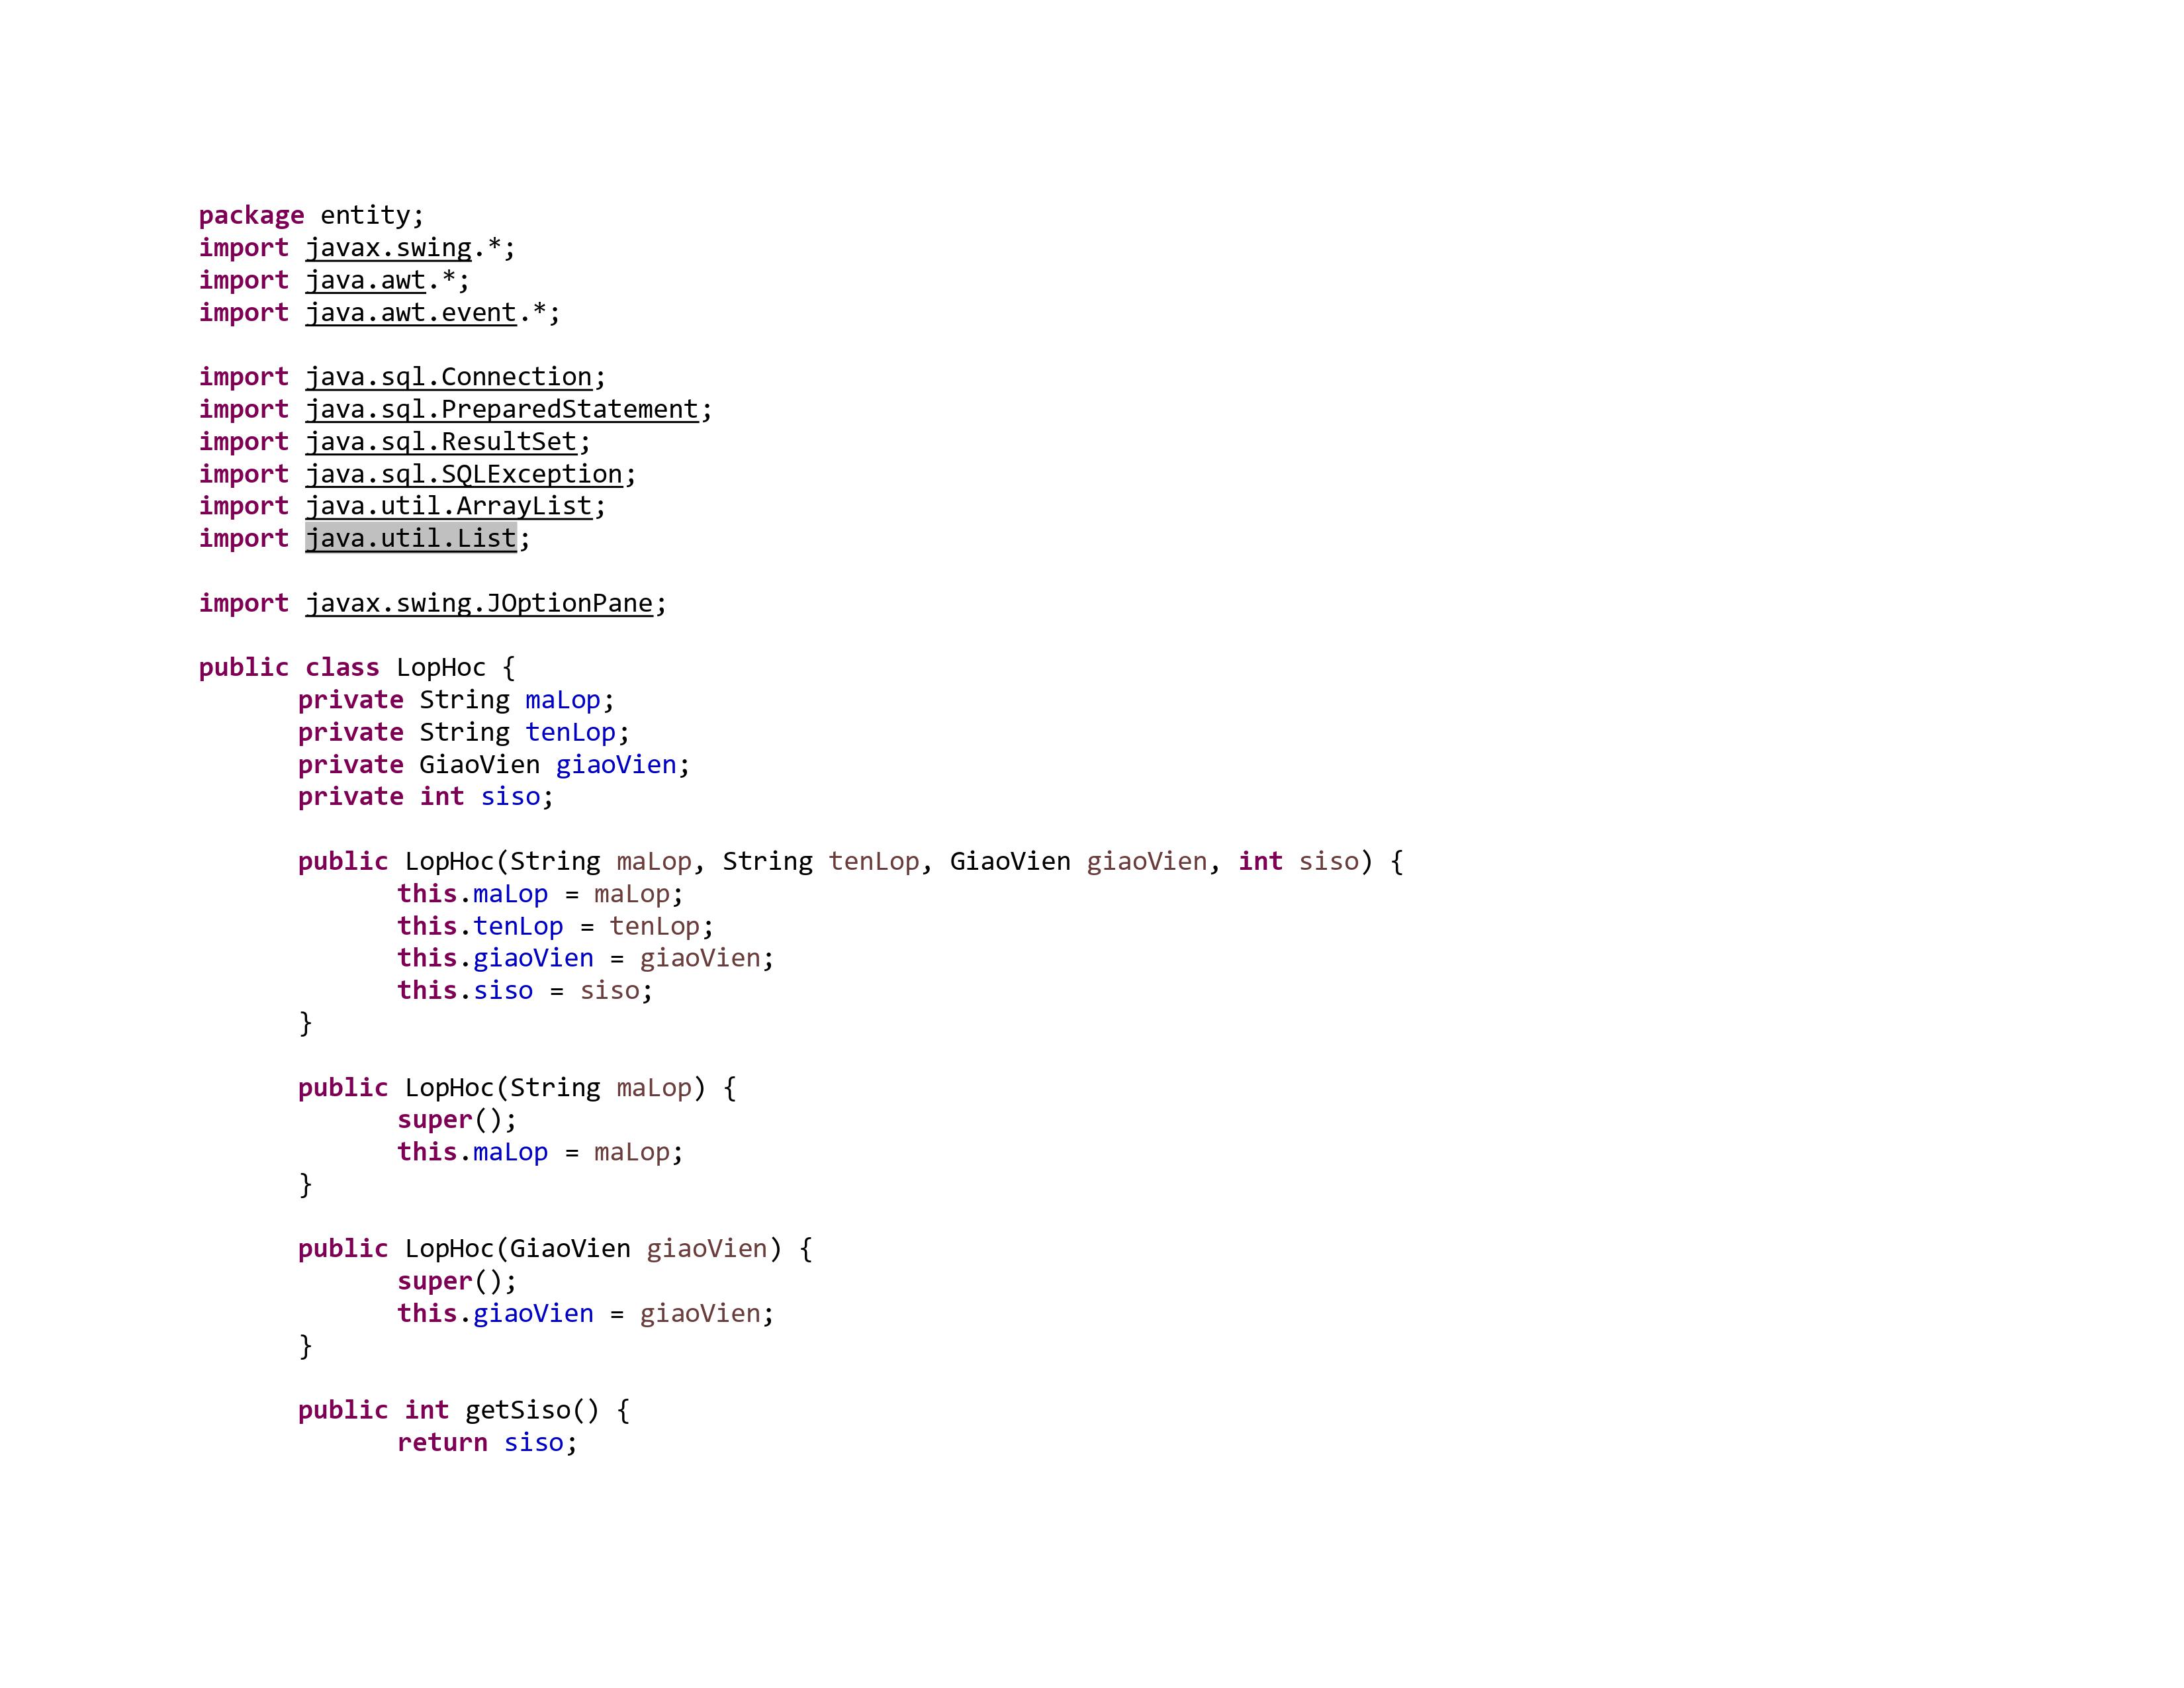 package entity;
import javax.swing.*;
import java.awt.*;
import java.awt.event.*;

import java.sql.Connection;
import java.sql.PreparedStatement;
import java.sql.ResultSet;
import java.sql.SQLException;
import java.util.ArrayList;
import java.util.List;

import javax.swing.JOptionPane;

public class LopHoc {
	private String maLop;
	private String tenLop;
	private GiaoVien giaoVien;
	private int siso;

	public LopHoc(String maLop, String tenLop, GiaoVien giaoVien, int siso) {
		this.maLop = maLop;
		this.tenLop = tenLop;
		this.giaoVien = giaoVien;
		this.siso = siso;
	}

	public LopHoc(String maLop) {
		super();
		this.maLop = maLop;
	}

	public LopHoc(GiaoVien giaoVien) {
		super();
		this.giaoVien = giaoVien;
	}

	public int getSiso() {
		return siso;